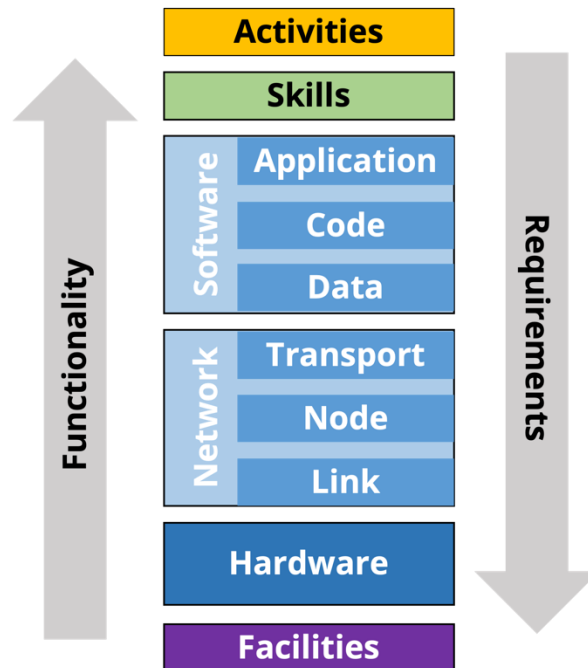 Activities
Skills
Software
Application
Code
Data
Network
Transport
Node
Link
Hardware
Facilities
Functionality
Requirements